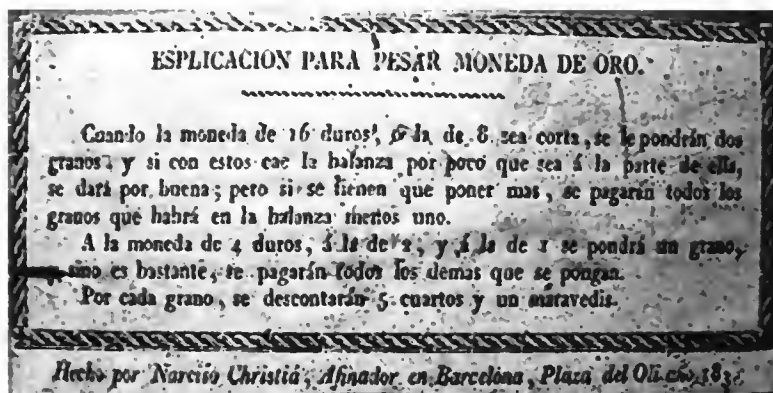 ESPLICACION PARA PESAR MONEDA DE ORO.
Cuando la moneda de 16 duros, ó la de 8 sea corta, se le pondrán dos
granos, y si con estos cae la balanza por poco que sea á la parte de ella,
se dará por buena; pero si se tienen que poner mas, se pagarán todos los
granos que habrá en la balanza menos uno.
A la moneda de 4 duros, á la de 2, y á la de 1 se pondrá un grano,
sino es bastante, se pagarán todos los demas que se pongan.
Por cada grano, se descontarán 5 cuartos y un maravedis.
Hecho por Narciso Christiá, Afinador en Barcelona, Plaza del Oli año